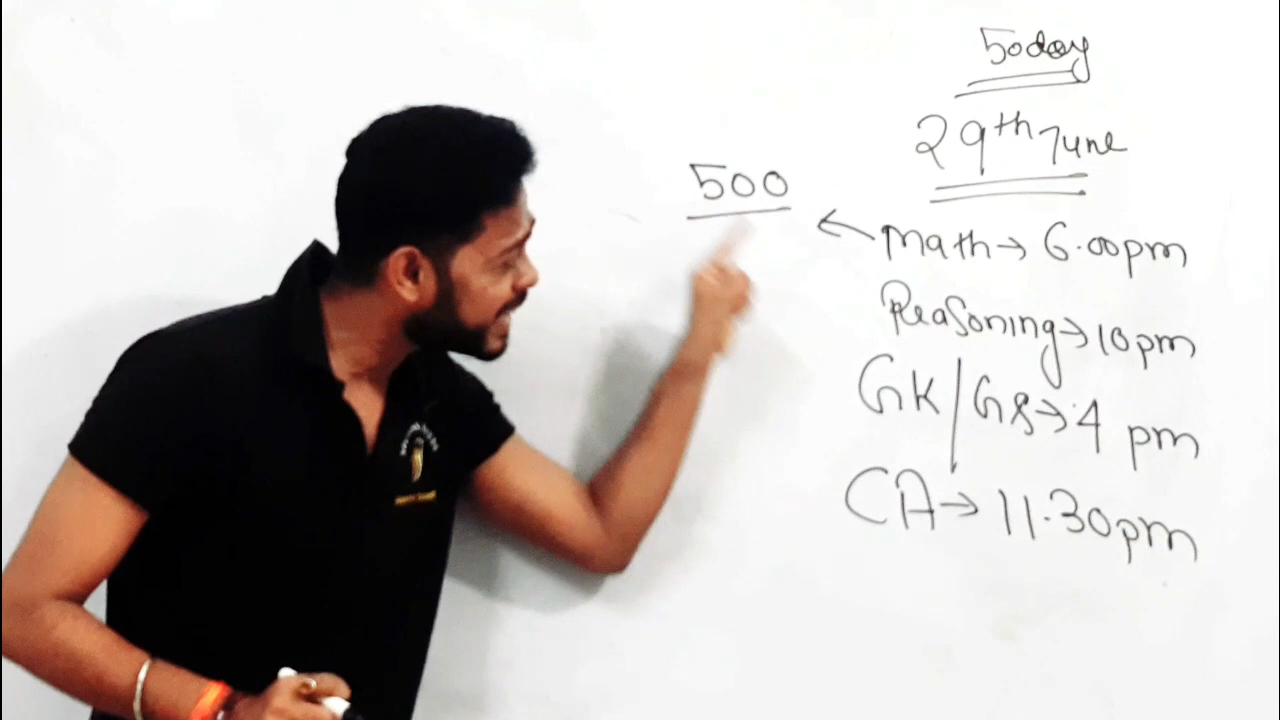 50day
29th June
500
← Math → 6.00pm
Reasoning → 10pm
GK/GS → 4 pm
CA → 11.30pm